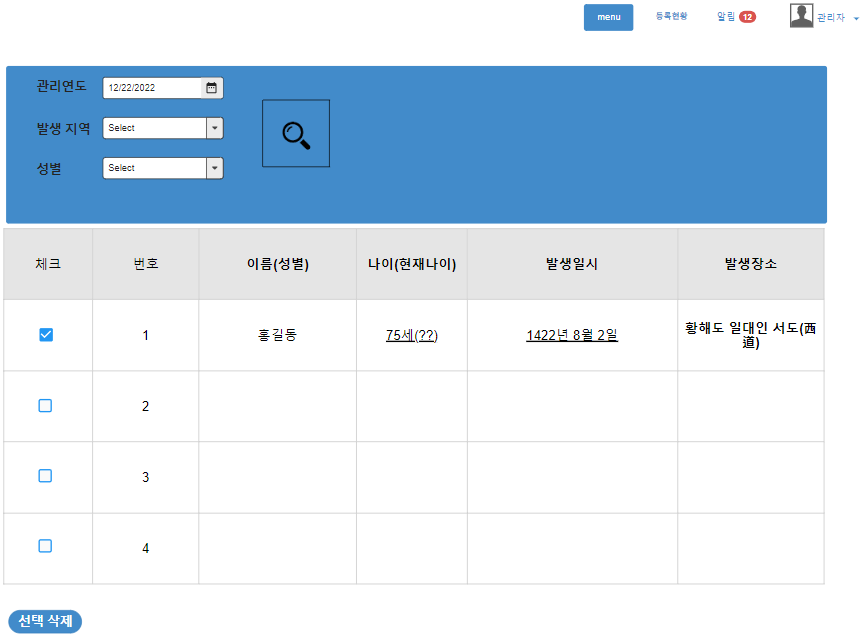 menu
등록현황
알림 12
관리자
관리연도
12/22/2022
발생 지역
Select
성별
Select
체크
번호
이름(성별)
나이(현재나이)
발생일시
발생장소
1
홍길동
75세(??)
1422년 8월 2일
황해도 일대인 서도(西
道)
2
3
4
선택 삭제